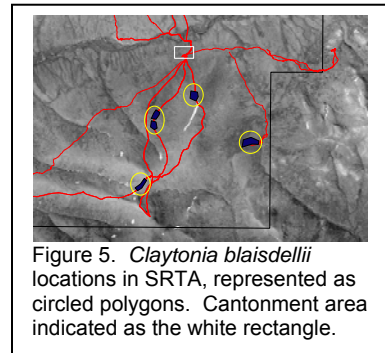 Figure 5.  Claytonia blaisdellii
locations in SRTA, represented as
circled polygons.  Cantonment area
indicated as the white rectangle.